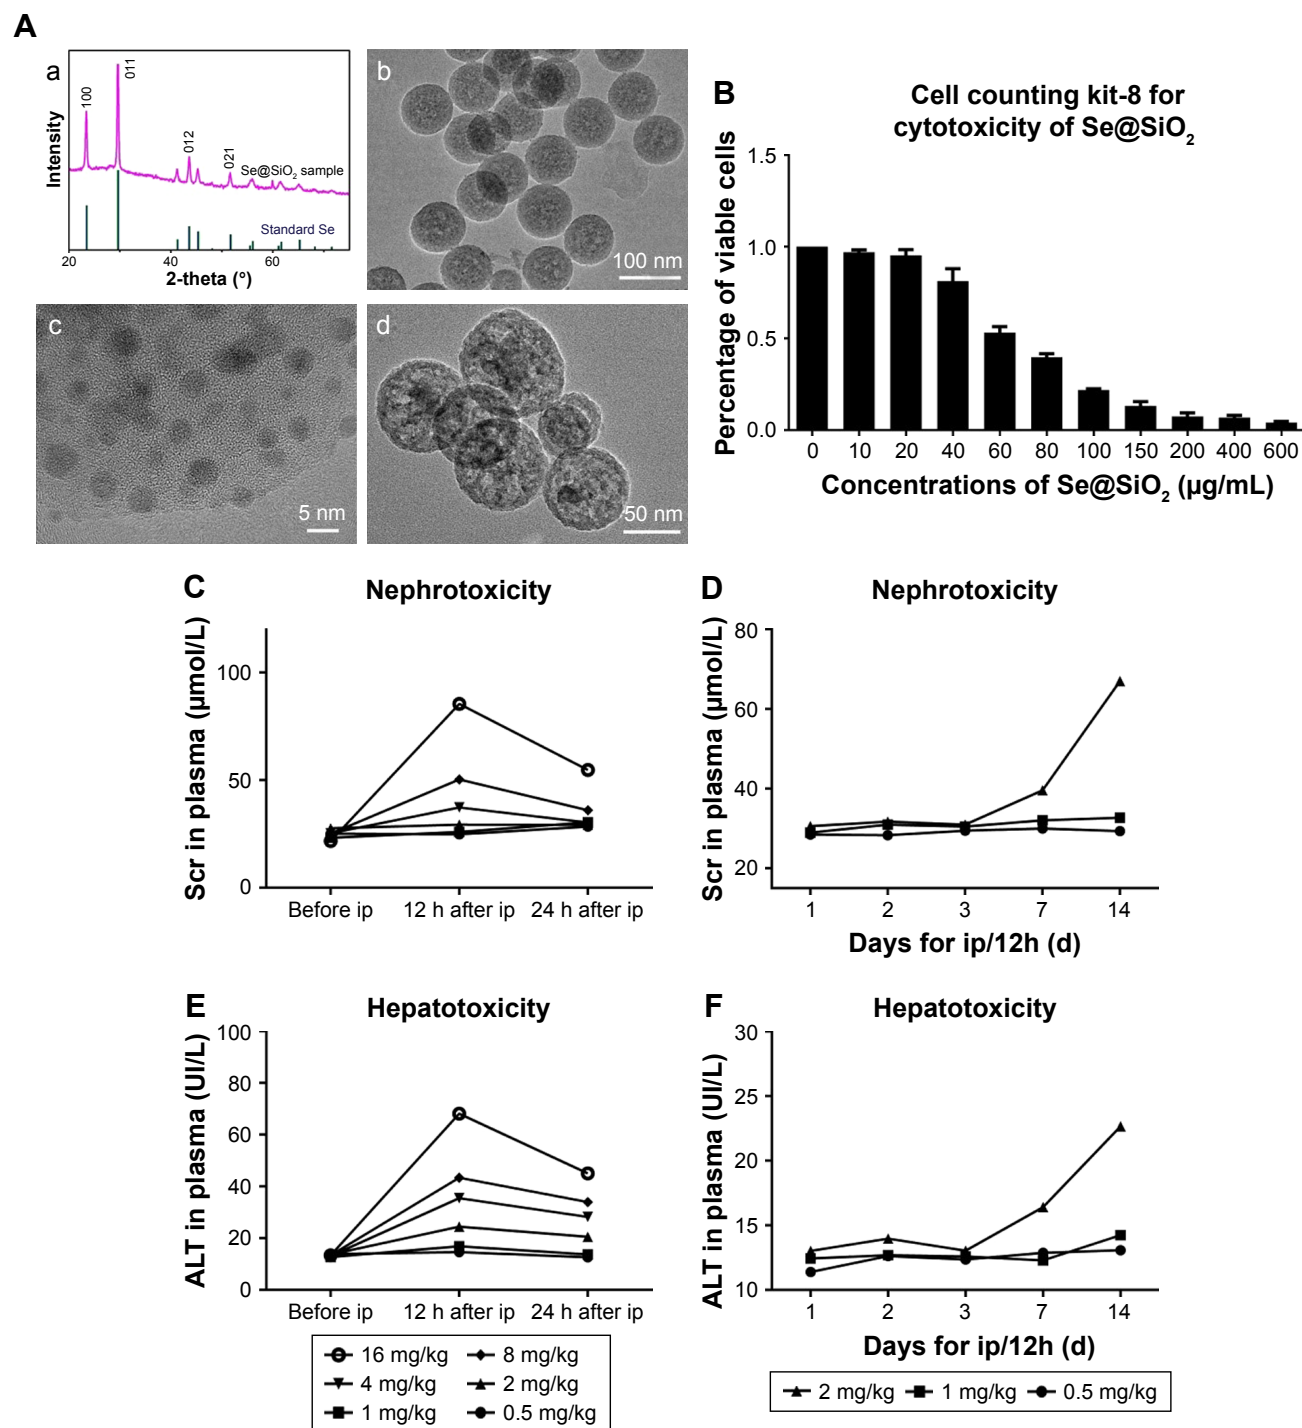 A
a
Intensity
100
011
012
021
Se@SiO₂ sample
Standard Se
20
40
60
2-theta (°)
b
100 nm
c
5 nm
d
50 nm
B
Cell counting kit-8 for
cytotoxicity of Se@SiO₂
Percentage of viable cells
1.5
1.0
0.5
0.0
0 10 20 40 60 80 100 150 200 400 600
Concentrations of Se@SiO₂ (µg/mL)
C
Nephrotoxicity
Scr in plasma (µmol/L)
100
50
0
Before ip 12 h after ip 24 h after ip
D
Nephrotoxicity
Scr in plasma (µmol/L)
80
60
40
20
1 2 3 7 14
Days for ip/12h (d)
E
Hepatotoxicity
ALT in plasma (UI/L)
100
80
60
40
20
0
Before ip 12 h after ip 24 h after ip
16 mg/kg 8 mg/kg
4 mg/kg 2 mg/kg
1 mg/kg 0.5 mg/kg
F
Hepatotoxicity
ALT in plasma (UI/L)
30
25
20
15
10
1 2 3 7 14
Days for ip/12h (d)
2 mg/kg 1 mg/kg 0.5 mg/kg